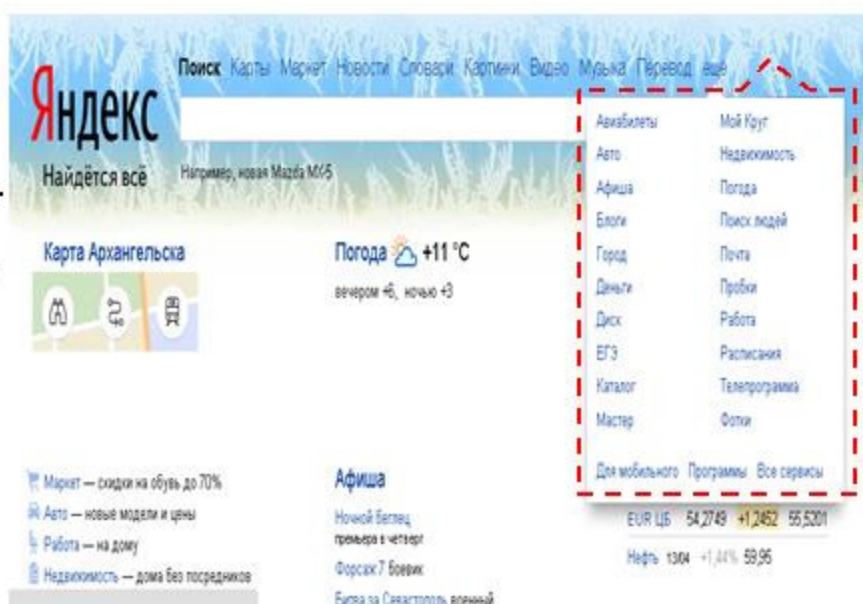 Поиск Карты Маркет Новости Словари Картинки Видео Музыка Перевод ещё
Яндекс
Найдётся всё
Например, новая Mazda MX-5
Авиабилеты Мой Круг
Авто Недвижимость
Афиша Погода
Блоги Поиск людей
Город Почта
Деньги Пробки
Диск Работа
ЕГЭ Расписания
Каталог Телепрограмма
Мастер Фотки
Для мобильного Программы Все сервисы
Карта Архангельска
Погода +11 °C
вечером +6, ночью +3
Маркет — скидки на обувь до 70%
Авто — новые модели и цены
Работа — на дому
Недвижимость — дома без посредников
Афиша
Ночной беглец
премьера в четверг
Форсаж 7 боевик
Битва за Севастополь военный
EUR ЦБ 54,2749 +1,2452 55,5201
Нефть 13/04 +1,44% 59,95